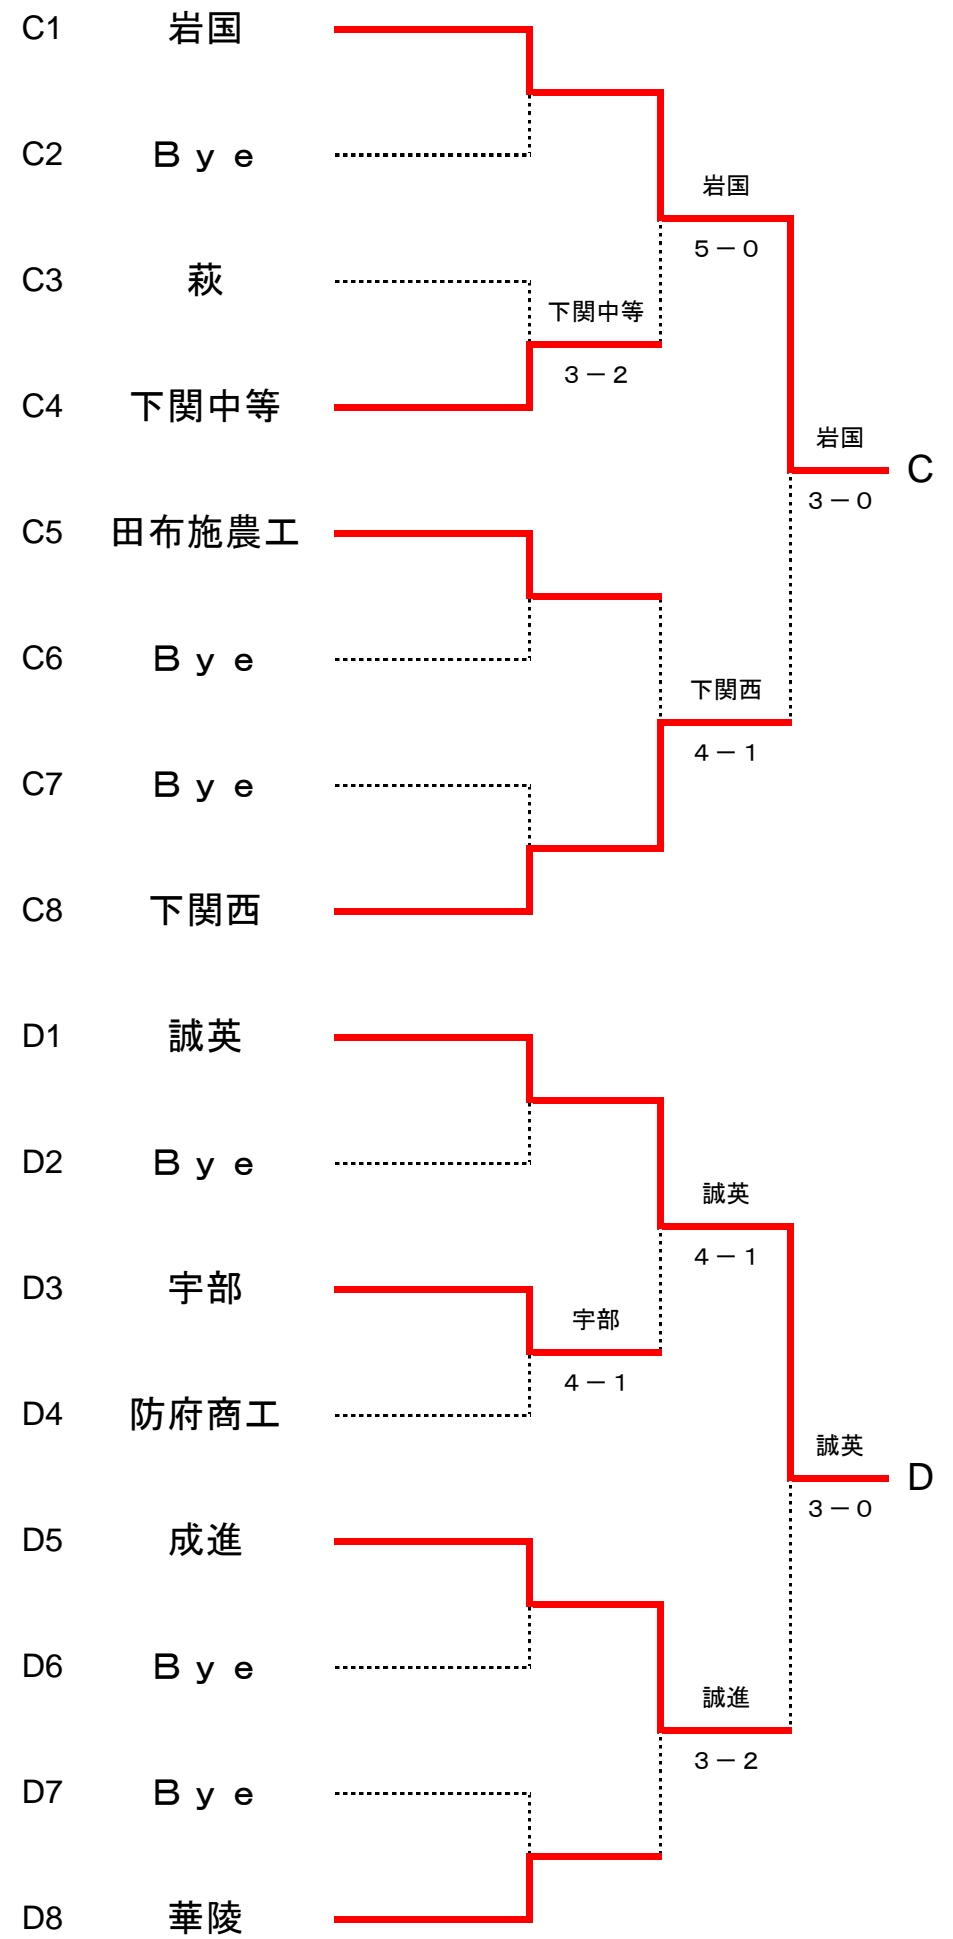 C1 岩国
C2 Ｂｙｅ
岩国
5－0
C3 萩
下関中等
3－2
C4 下関中等
岩国
C
3－0
C5 田布施農工
C6 Ｂｙｅ
下関西
4－1
C7 Ｂｙｅ
C8 下関西
D1 誠英
D2 Ｂｙｅ
誠英
4－1
D3 宇部
宇部
4－1
D4 防府商工
誠英
D
3－0
D5 成進
D6 Ｂｙｅ
誠進
3－2
D7 Ｂｙｅ
D8 華陵